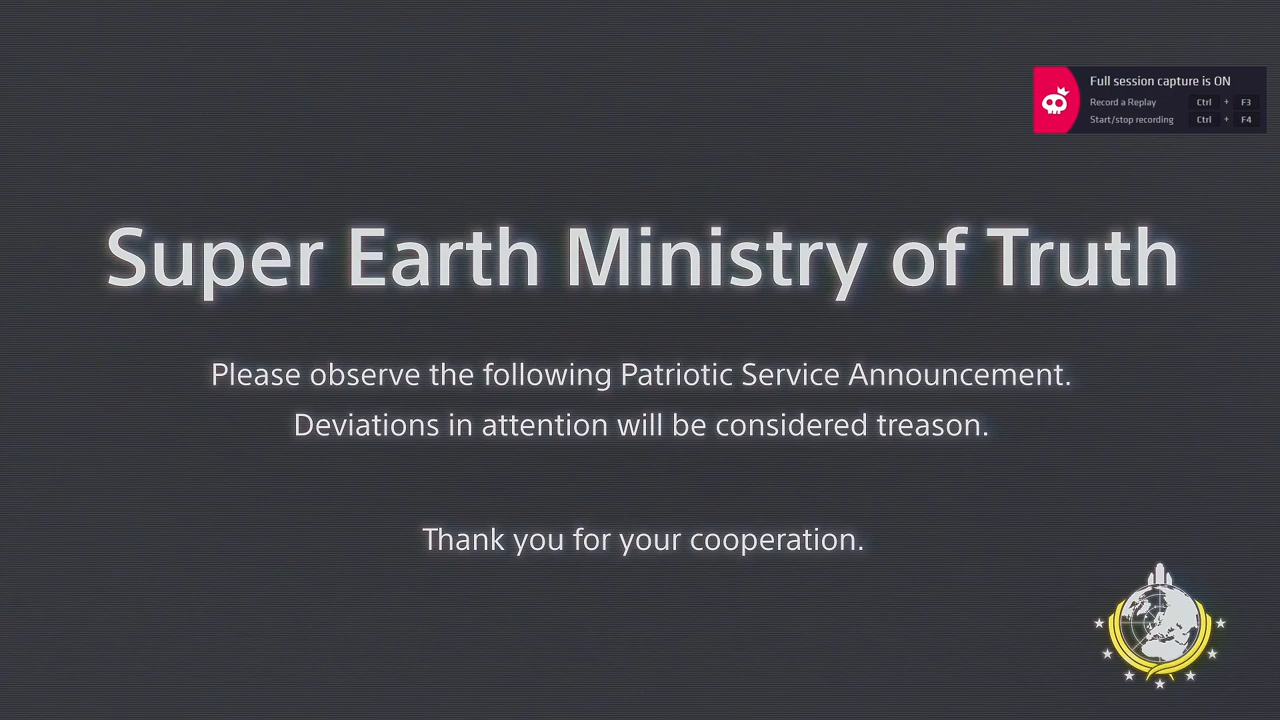 Full session capture is ON
Record a Replay Ctrl + F3
Start/stop recording Ctrl + F4
Super Earth Ministry of Truth
Please observe the following Patriotic Service Announcement.
Deviations in attention will be considered treason.
Thank you for your cooperation.